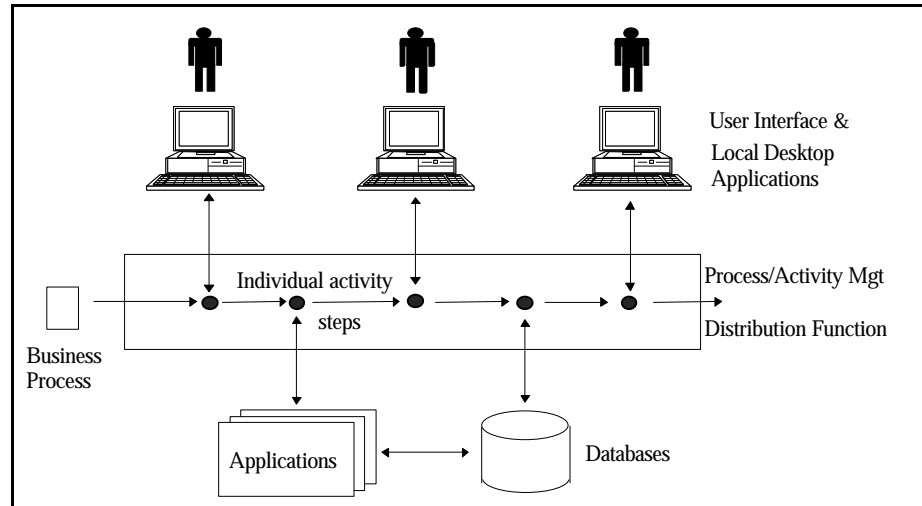 User Interface &
Local Desktop
Applications
Individual activity
steps
Process/Activity Mgt
Distribution Function
Business
Process
Applications
Databases